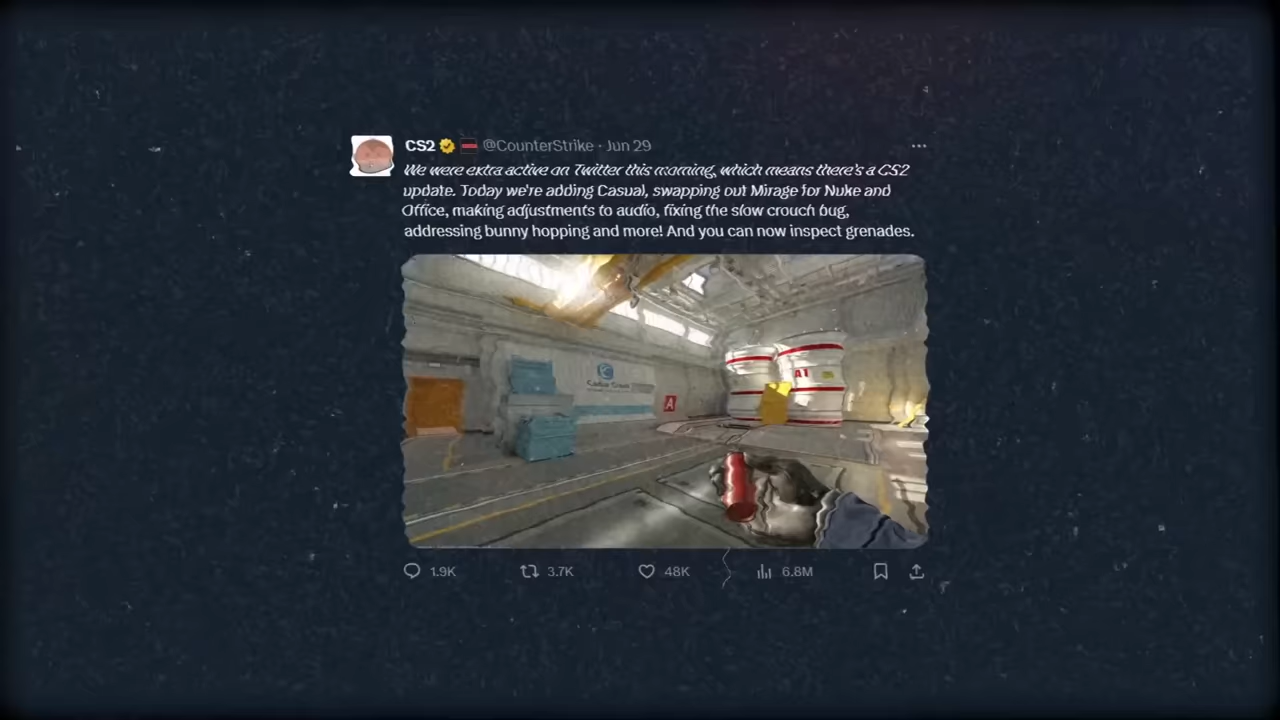 CS2 @CounterStrike · Jun 29
We were extra active on Twitter this morning, which means there's a CS2
update. Today we're adding Casual, swapping out Mirage for Nuke and
Office, making adjustments to audio, fixing the slow crouch bug,
addressing bunny hopping and more! And you can now inspect grenades.
A1
A
1.9K 3.7K 48K 6.8M